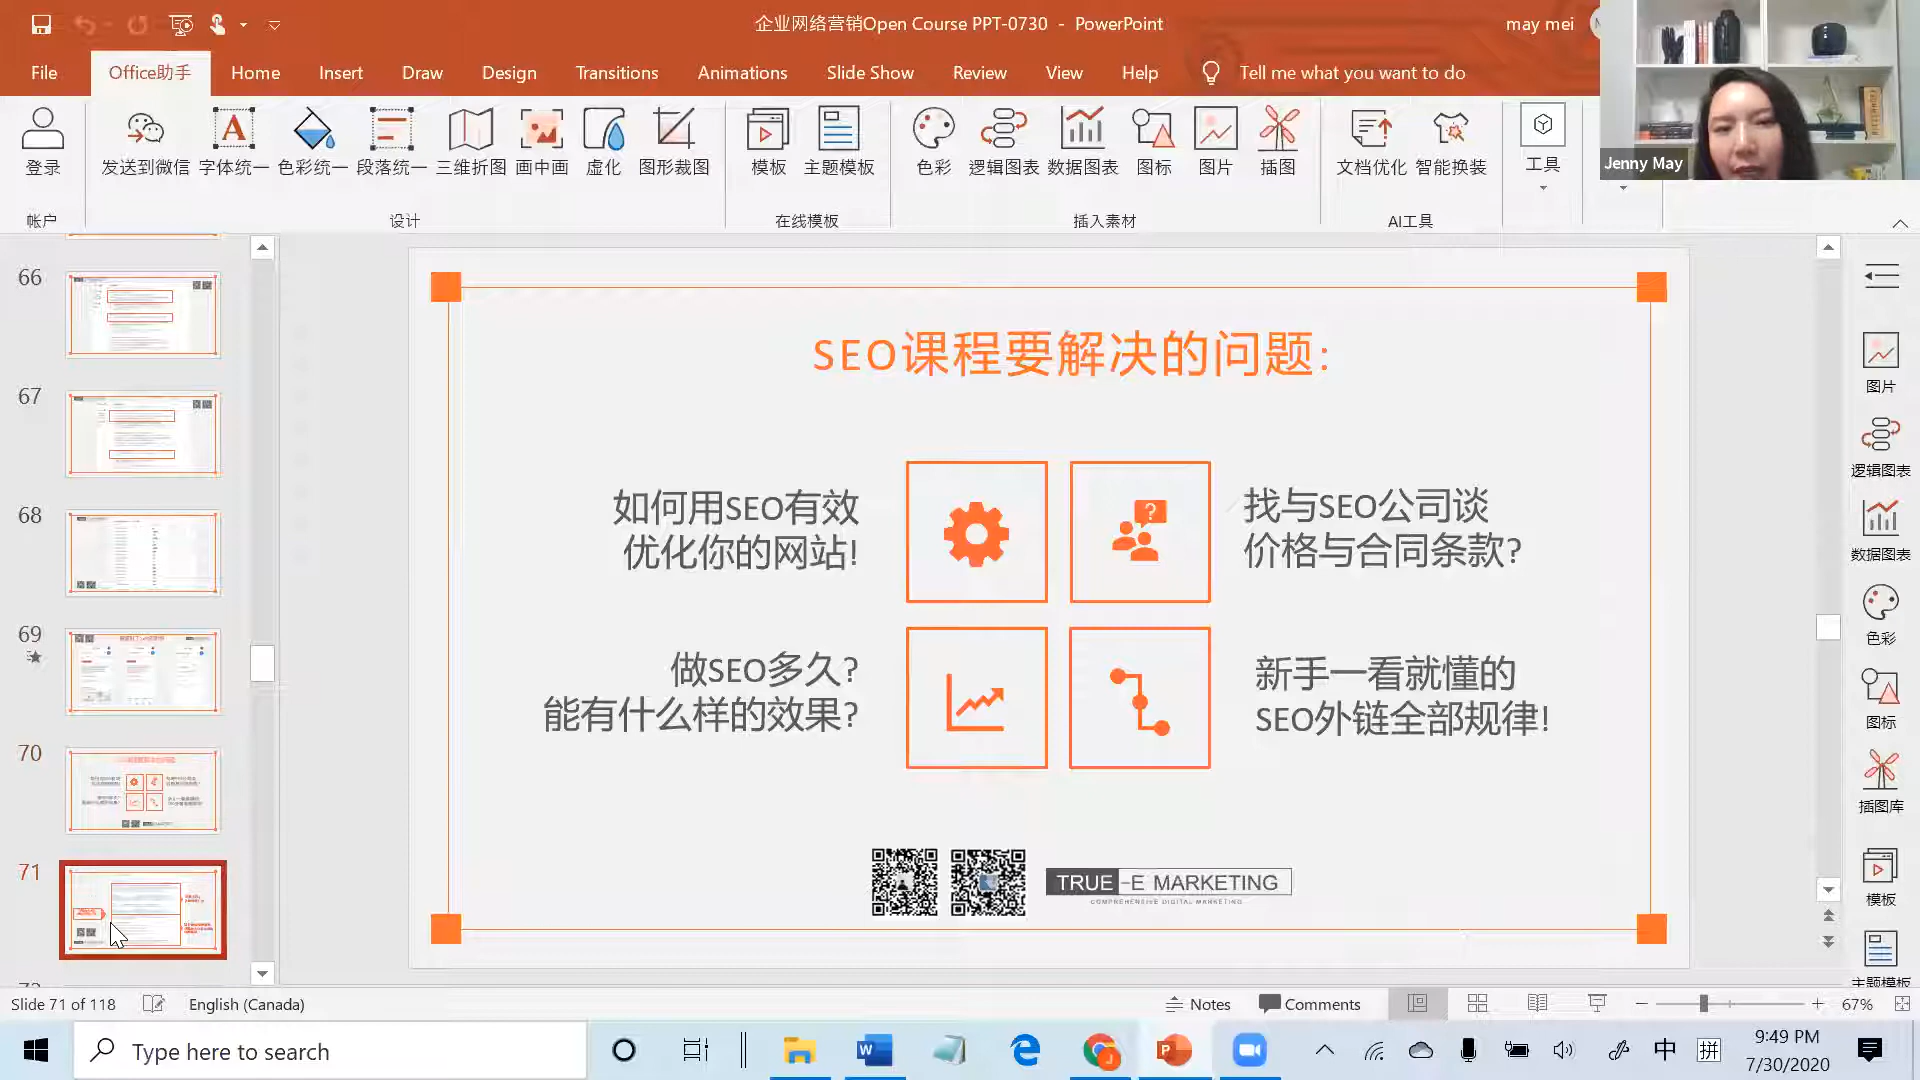 企业网络营销Open Course PPT-0730 - PowerPoint
may mei
File
Office助手
Home
Insert
Draw
Design
Transitions
Animations
Slide Show
Review
View
Help
Tell me what you want to do
登录
发送到微信
字体统一
色彩统一
段落统一
三维折图
画中画
虚化
图形裁图
模板
主题模板
色彩
逻辑图表
数据图表
图标
图片
插图
文档优化
智能换装
工具
Jenny May
帐户
设计
在线模板
插入素材
AI工具
66
67
68
69
70
71
SEO课程要解决的问题:
如何用SEO有效
优化你的网站!
找与SEO公司谈
价格与合同条款?
做SEO多久?
能有什么样的效果?
新手一看就懂的
SEO外链全部规律!
TRUE-E MARKETING
COMPREHENSIVE DIGITAL MARKETING
图片
逻辑图表
数据图表
色彩
图标
插图库
模板
主题模板
Slide 71 of 118
English (Canada)
Notes
Comments
67%
Type here to search
中
拼
9:49 PM
7/30/2020